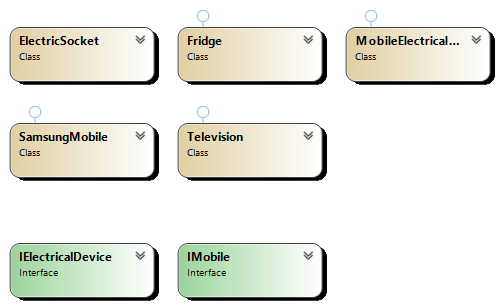 ElectricSocket
Class
Fridge
Class
MobileElectrical...
Class
SamsungMobile
Class
Television
Class
IElectricalDevice
Interface
IMobile
Interface